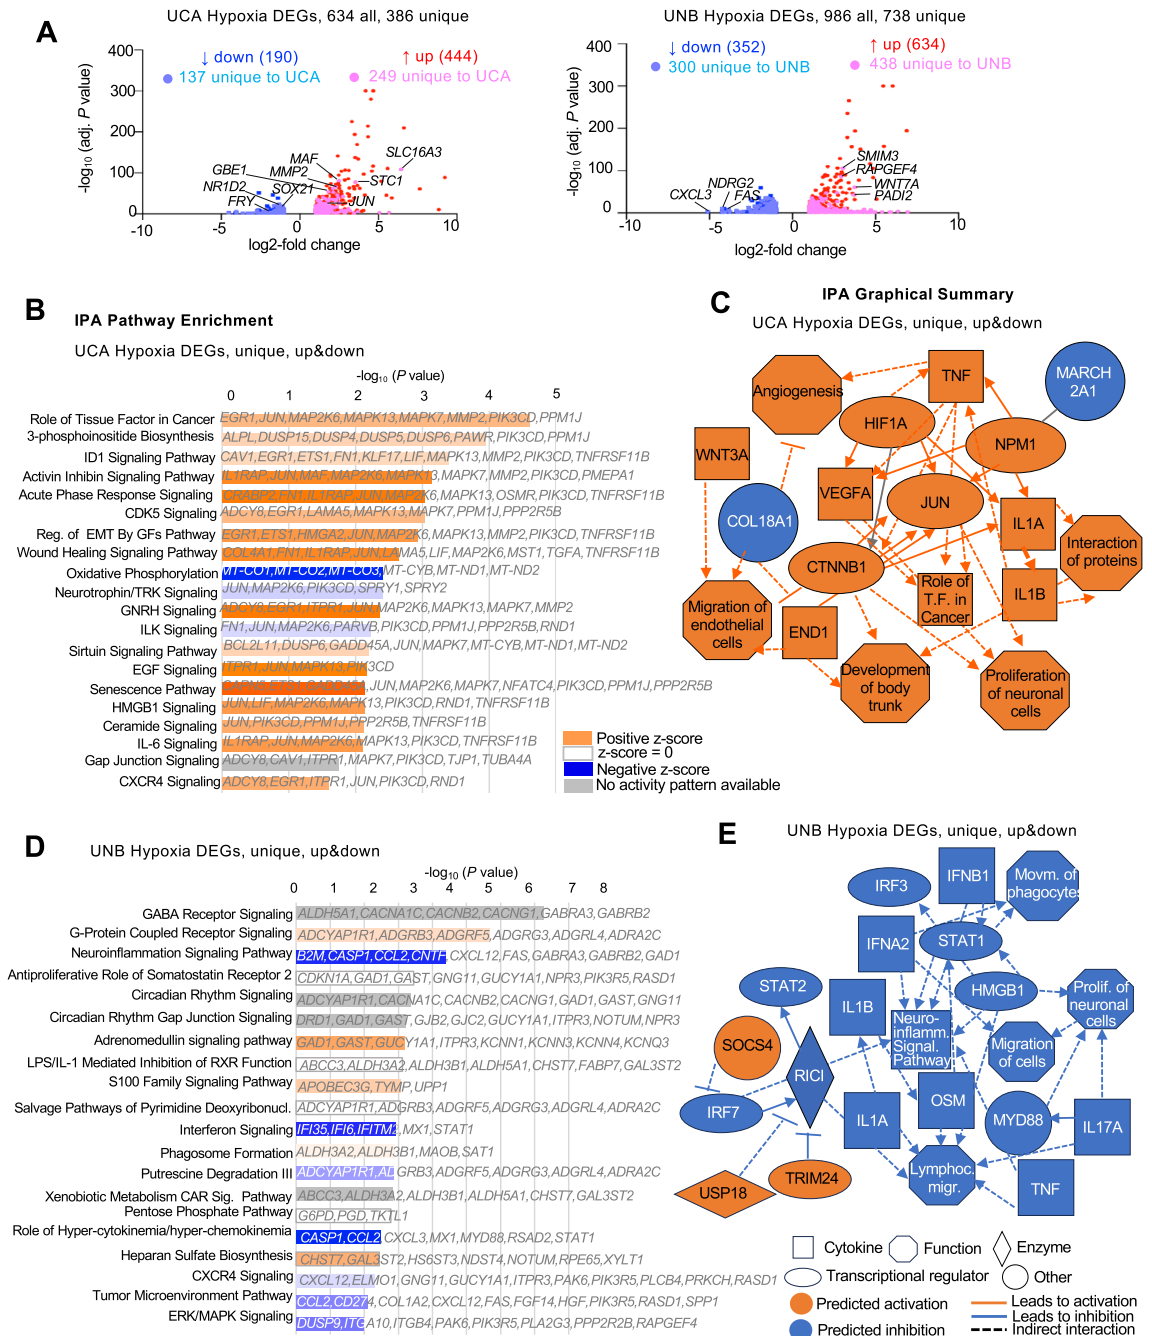 A
UCA Hypoxia DEGs, 634 all, 386 unique
↓ down (190)
↑ up (444)
137 unique to UCA
249 unique to UCA
-log10 (adj. P value)
400
300
200
100
0
GBE1
MAF
MMP2
SLC16A3
NR1D2
SOX21
STC1
FRY
JUN
-10
-5
0
5
10
log2-fold change
UNB Hypoxia DEGs, 986 all, 738 unique
↓ down (352)
↑ up (634)
300 unique to UNB
438 unique to UNB
-log10 (adj. P value)
400
300
200
100
0
SMIM3
RAPGEF4
NDRG2
WNT7A
CXCL3
FAS
PADI2
-10
-5
0
5
10
log2-fold change
B
IPA Pathway Enrichment
UCA Hypoxia DEGs, unique, up&down
-log10 (P value)
0 1 2 3 4 5
Role of Tissue Factor in Cancer EGR1,JUN,MAP2K6,MAPK13,MAPK7,MMP2,PIK3CD,PPM1J
3-phosphoinositide Biosynthesis ALPL,DUSP15,DUSP4,DUSP5,DUSP6,PAWR,PIK3CD,PPM1J
ID1 Signaling Pathway CAV1,EGR1,ETS1,FN1,KLF17,LIF,MAPK13,MMP2,PIK3CD,TNFRSF11B
Activin Inhibin Signaling Pathway IL1RAP,JUN,MAF,MAP2K6,MAPK13,MAPK7,MMP2,PIK3CD,PMEPA1
Acute Phase Response Signaling CRABP2,FN1,IL1RAP,JUN,MAP2K6,MAPK13,OSMR,PIK3CD,TNFRSF11B
CDK5 Signaling ADCY8,EGR1,LAMA5,MAPK13,MAPK7,PPM1J,PPP2R5B
Reg. of EMT By GFs Pathway EGR1,ETS1,HMGA2,JUN,MAP2K6,MAPK13,MMP2,PIK3CD,TNFRSF11B
Wound Healing Signaling Pathway COL4A1,FN1,IL1RAP,JUN,LAMA5,LIF,MAP2K6,MST1,TGFA,TNFRSF11B
Oxidative Phosphorylation MT-CO1,MT-CO2,MT-CO3,MT-CYB,MT-ND1,MT-ND2
Neurotrophin/TRK Signaling JUN,MAP2K6,PIK3CD,SPRY1,SPRY2
GNRH Signaling ADCY8,EGR1,ITPR1,JUN,MAP2K6,MAPK13,MAPK7,MMP2
ILK Signaling FN1,JUN,MAP2K6,PARVB,PIK3CD,PPM1J,PPP2R5B,RND1
Sirtuin Signaling Pathway BCL2L11,DUSP6,GADD45A,JUN,MAPK7,MT-CYB,MT-ND1,MT-ND2
EGF Signaling ITPR1,JUN,MAPK13,PIK3CD
Senescence Pathway CAPN5,ETS1,GADD45A,JUN,MAP2K6,MAPK7,NFATC4,PIK3CD,PPM1J,PPP2R5B
HMGB1 Signaling JUN,LIF,MAP2K6,MAPK13,PIK3CD,RND1,TNFRSF11B
Ceramide Signaling JUN,PIK3CD,PPM1J,PPP2R5B,TNFRSF11B
IL-6 Signaling IL1RAP,JUN,MAP2K6,MAPK13,PIK3CD,TNFRSF11B
Gap Junction Signaling ADCY8,CAV1,ITPR1,MAPK7,PIK3CD,TJP1,TUBA4A
CXCR4 Signaling ADCY8,EGR1,ITPR1,JUN,PIK3CD,RND1
Positive z-score
z-score = 0
Negative z-score
No activity pattern available
C
IPA Graphical Summary
UCA Hypoxia DEGs, unique, up&down
Angiogenesis
TNF
MARCH
2A1
HIF1A
NPM1
WNT3A
VEGFA
JUN
COL18A1
IL1A
Interaction
of proteins
CTNNB1
Role of
T.F. in
Cancer
IL1B
Migration of
endothelial
cells
END1
Development
of body
trunk
Proliferation
of neuronal
cells
D
UNB Hypoxia DEGs, unique, up&down
-log10 (P value)
0 1 2 3 4 5 6 7 8
GABA Receptor Signaling ALDH5A1,CACNA1C,CACNB2,CACNG1,GABRA3,GABRB2
G-Protein Coupled Receptor Signaling ADCYAP1R1,ADGRB3,ADGRF5,ADGRG3,ADGRL4,ADRA2C
Neuroinflammation Signaling Pathway B2M,CASP1,CCL2,CNTF,CXCL12,FAS,GABRA3,GABRB2,GAD1
Antiproliferative Role of Somatostatin Receptor 2 CDKN1A,GAD1,GAST,GNG11,GUCY1A1,NPR3,PIK3R5,RASD1
Circadian Rhythm Signaling ADCYAP1R1,CACNA1C,CACNB2,CACNG1,GAD1,GAST,GNG11
Circadian Rhythm Gap Junction Signaling DRD1,GAD1,GAST,GJB2,GJC2,GUCY1A1,ITPR3,NOTUM,NPR3
Adrenomedullin signaling pathway GAD1,GAST,GUCY1A1,ITPR3,KCNN1,KCNN3,KCNN4,KCNQ3
LPS/IL-1 Mediated Inhibition of RXR Function ABCC3,ALDH3A2,ALDH3B1,ALDH5A1,CHST7,FABP7,GAL3ST2
S100 Family Signaling Pathway APOBEC3G,TYMP,UPP1
Salvage Pathways of Pyrimidine Deoxyribonucl. ADCYAP1R1,ADGRB3,ADGRF5,ADGRG3,ADGRL4,ADRA2C
Interferon Signaling IFI35,IFI6,IFITM2,MX1,STAT1
Phagosome Formation ALDH3A2,ALDH3B1,MAOB,SAT1
Putrescine Degradation III ADCYAP1R1,AD GRB3,ADGRF5,ADGRG3,ADGRL4,ADRA2C
Xenobiotic Metabolism CAR Sig. Pathway ABCC3,ALDH3A2,ALDH3B1,ALDH5A1,CHST7,GAL3ST2
Pentose Phosphate Pathway G6PD,PGD,TKTL1
Role of Hyper-cytokinemia/hyper-chemokinemia CASP1,CCL2,CXCL3,MX1,MYD88,RSAD2,STAT1
Heparan Sulfate Biosynthesis CHST7,GAL3ST2,HS6ST3,NDST4,NOTUM,RPE65,XYLT1
CXCR4 Signaling CXCL12,ELMO1,GNG11,GUCY1A1,ITPR3,PAK6,PIK3R5,PLCB4,PRKCH,RASD1
Tumor Microenvironment Pathway CCL2,CD274,COL1A2,CXCL12,FAS,FGF14,HGF,PIK3R5,RASD1,SPP1
ERK/MAPK Signaling DUSP9,ITGA10,ITGB4,PAK6,PIK3R5,PLA2G3,PPP2R2B,RAPGEF4
E
UNB Hypoxia DEGs, unique, up&down
IRF3
IFNB1
Movm. of
phagocytes
IFNA2
STAT1
STAT2
IL1B
HMGB1
Prolif. of
neuronal
cells
Neuro-
inflamm.
Signal.
Pathway
SOCS4
Migration
of cells
RICI
IRF7
IL1A
OSM
MYD88
IL17A
USP18
TRIM24
Lymphoc.
migr.
TNF
Cytokine
Function
Enzyme
Transcriptional regulator
Other
Predicted activation
Leads to activation
Predicted inhibition
Leads to inhibition
Indirect interaction